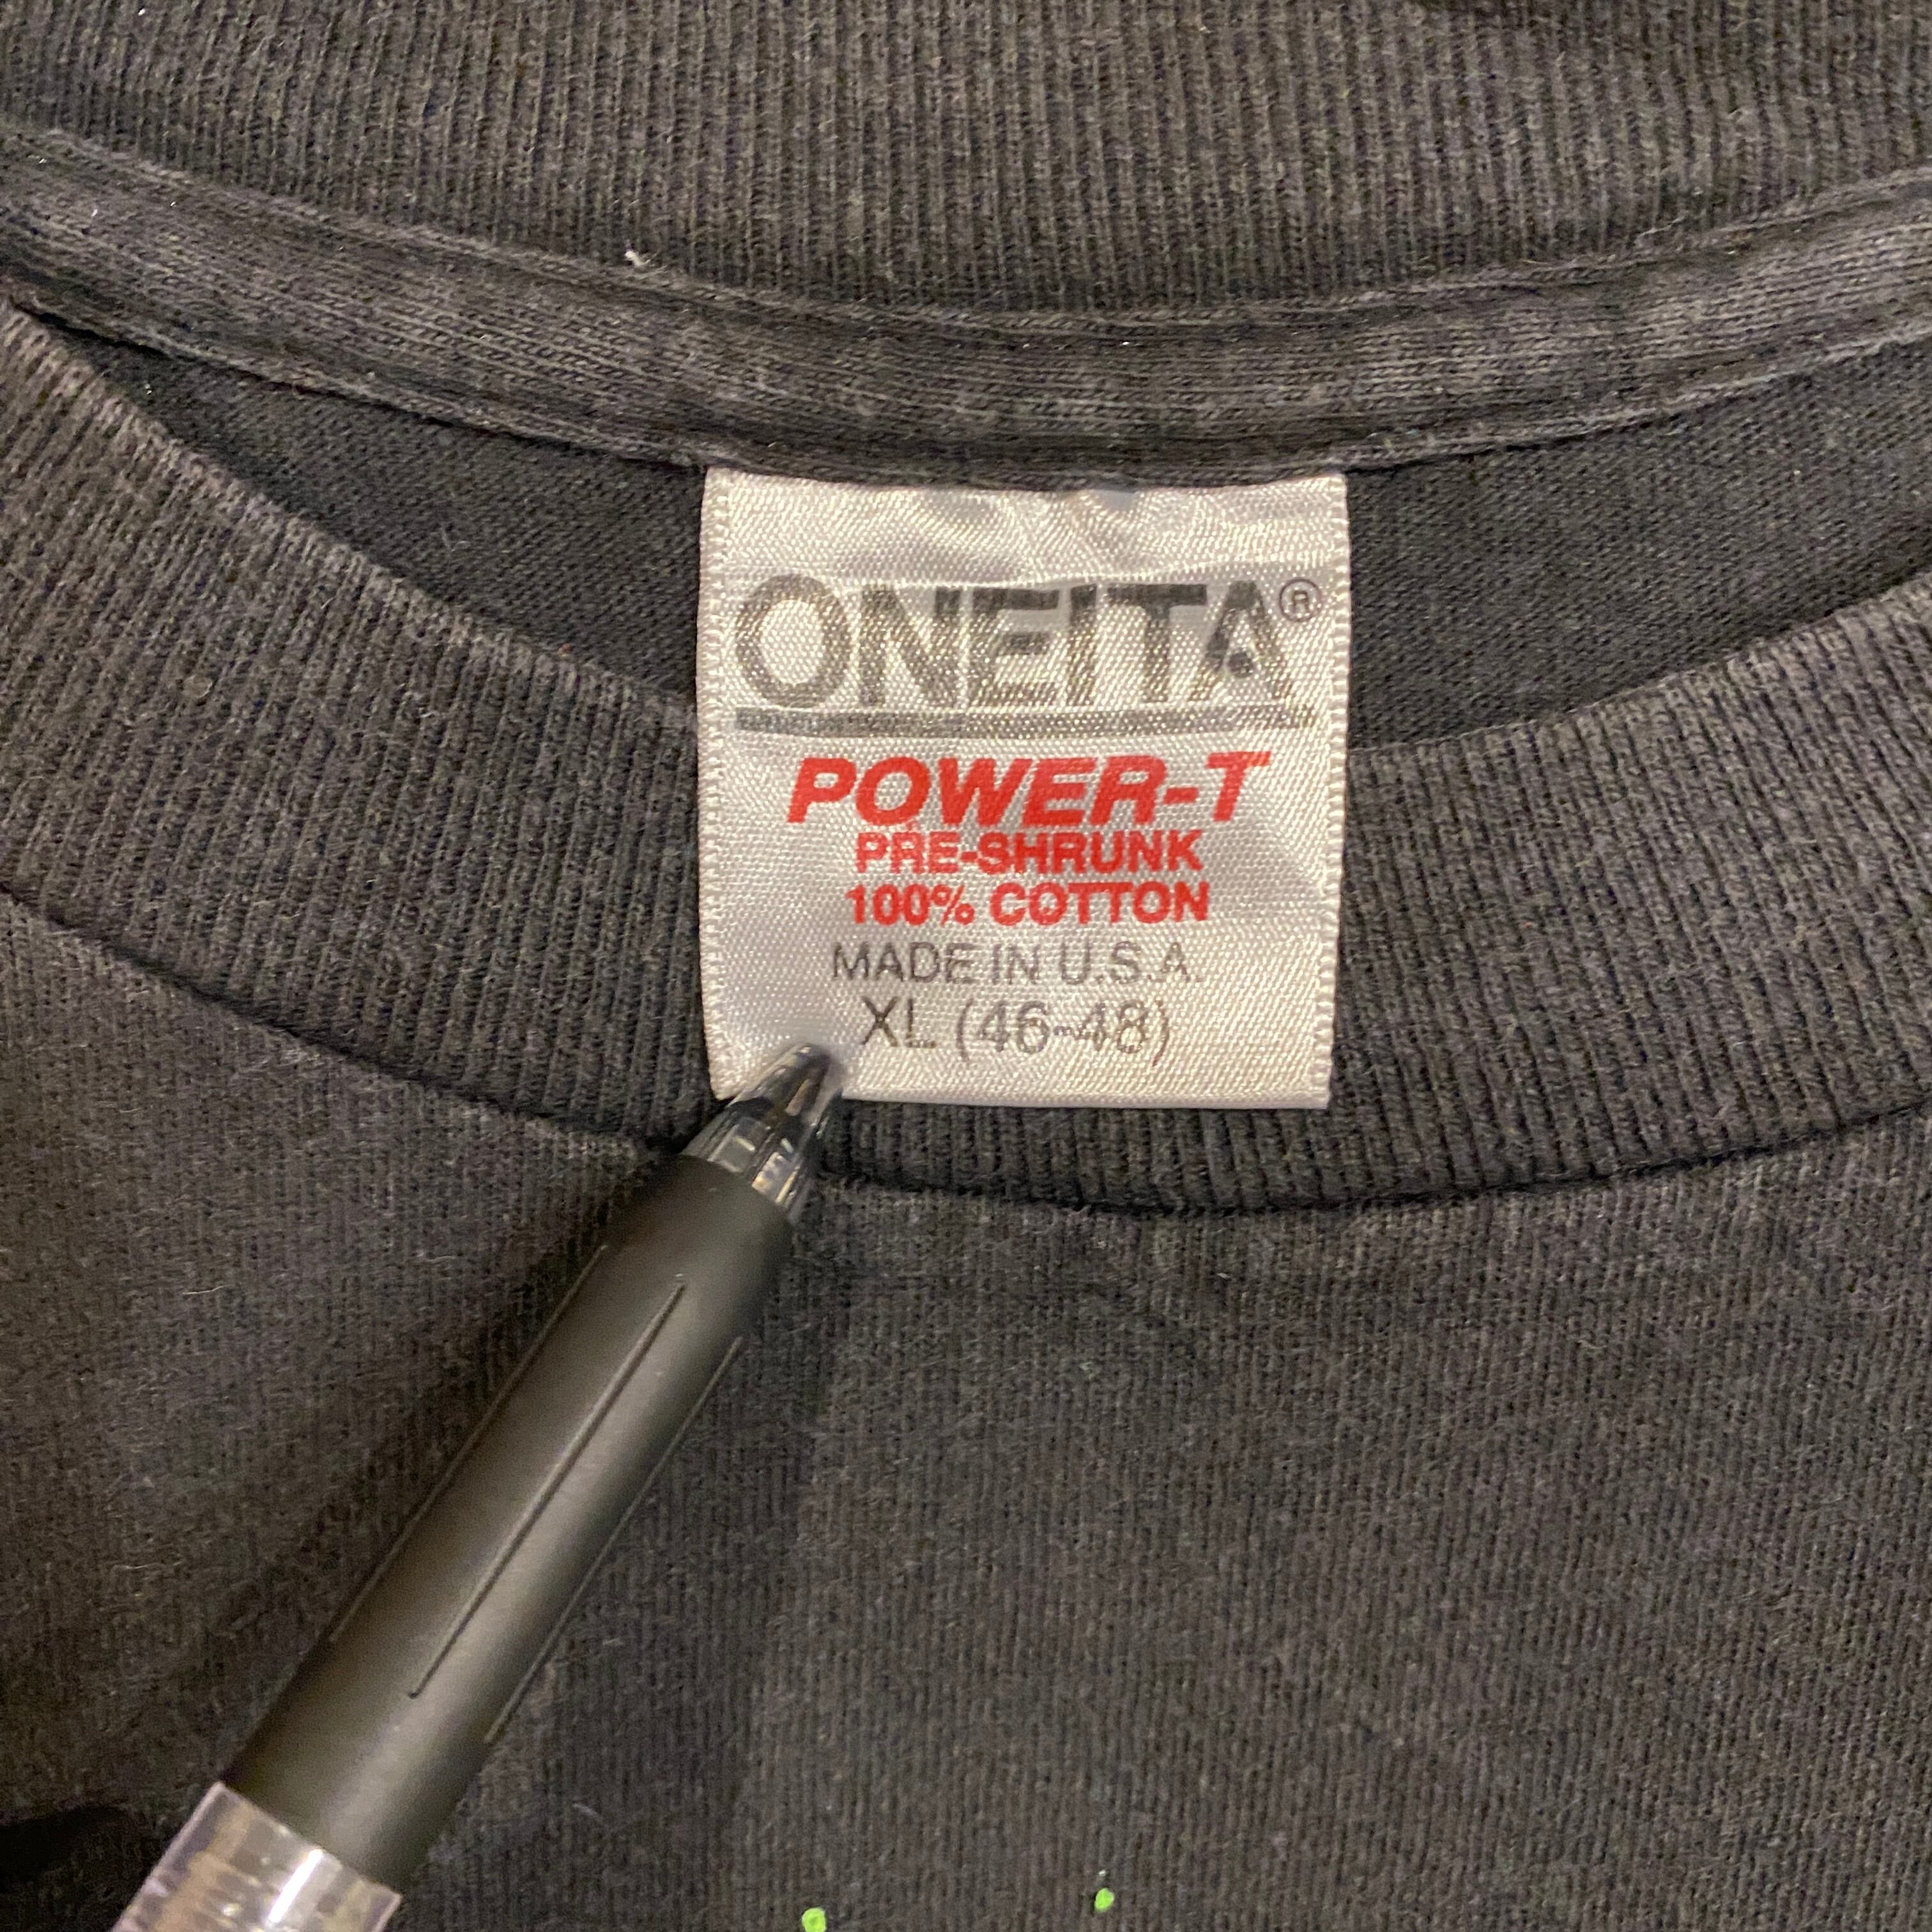 ONEITA®
POWER-T
PRE-SHRUNK
100% COTTON
MADE IN U.S.A.
XL (46-48)